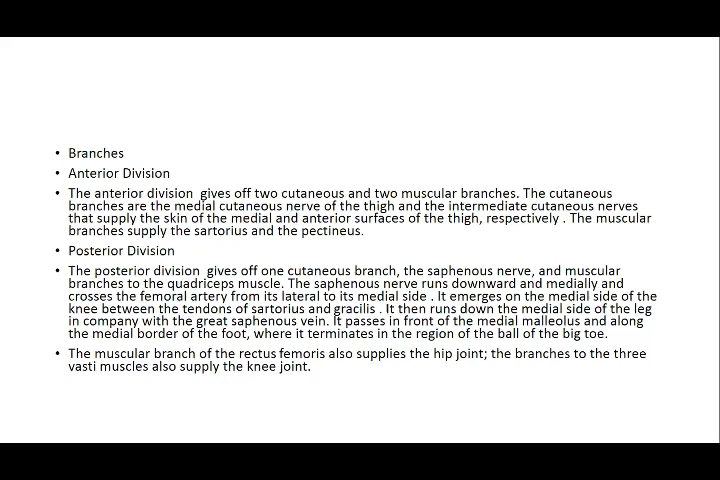 • Branches
• Anterior Division
• The anterior division  gives off two cutaneous and two muscular branches. The cutaneous
branches are the medial cutaneous nerve of the thigh and the intermediate cutaneous nerves
that supply the skin of the medial and anterior surfaces of the thigh, respectively . The muscular
branches supply the sartorius and the pectineus.
• Posterior Division
• The posterior division  gives off one cutaneous branch, the saphenous nerve, and muscular
branches to the quadriceps muscle. The saphenous nerve runs downward and medially and
crosses the femoral artery from its lateral to its medial side . It emerges on the medial side of the
knee between the tendons of sartorius and gracilis . It then runs down the medial side of the leg
in company with the great saphenous vein. It passes in front of the medial malleolus and along
the medial border of the foot, where it terminates in the region of the ball of the big toe.
• The muscular branch of the rectus femoris also supplies the hip joint; the branches to the three
vasti muscles also supply the knee joint.